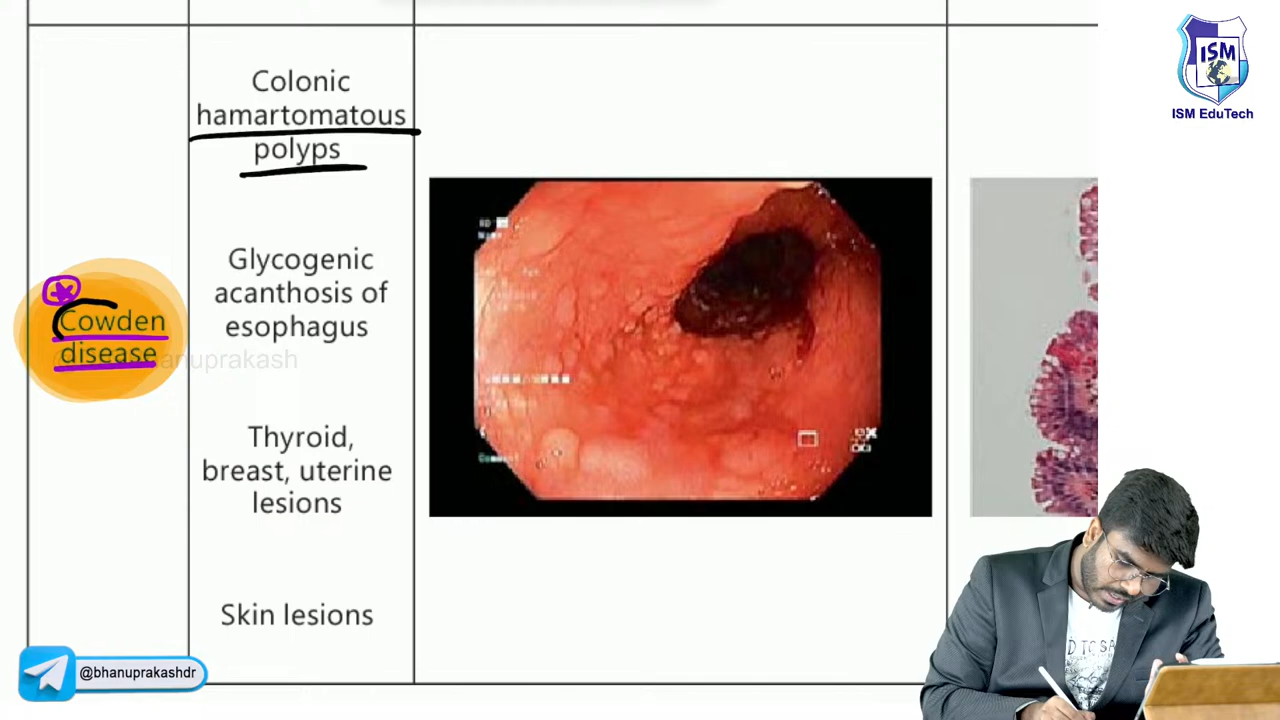 Colonic
hamartomatous
polyps
Glycogenic
acanthosis of
esophagus
Cowden
disease
anuprakash
Thyroid,
breast, uterine
lesions
Skin lesions
@bhanuprakashdr
ISM
ISM EduTech